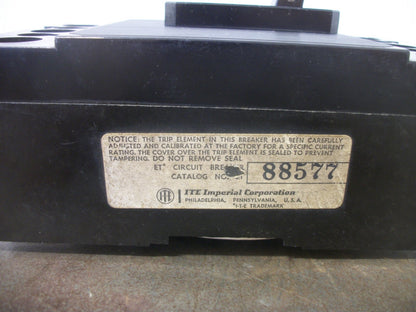 NOTICE: THE TRIP ELEMENT IN THIS BREAKER HAS BEEN CAREFULLY
ADJUSTED AND CALIBRATED AT THE FACTORY FOR A SPECIFIC CURRENT
RATING. THE COVER OVER THE TRIP ELEMENT IS SEALED TO PREVENT
TAMPERING. DO NOT REMOVE SEAL
ET* CIRCUIT BREAKER
CATALOG 88577
ITE ITE Imperial Corporation
PHILADELPHIA, PENNSYLVANIA, U.S.A.
*I-T-E TRADEMARK